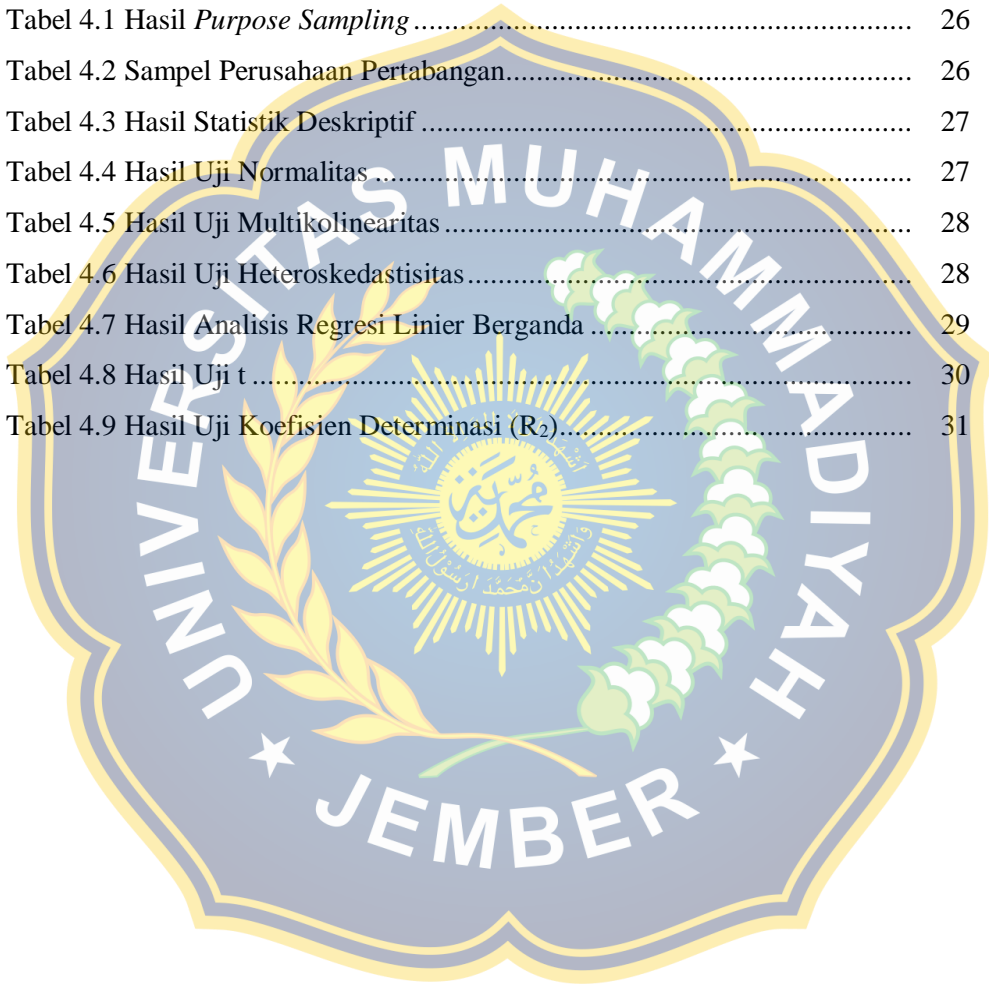 Tabel 4.1 Hasil Purpose Sampling ........................................................................ 26
Tabel 4.2 Sampel Perusahaan Pertabangan.......................................................... 26
Tabel 4.3 Hasil Statistik Deskriptif ...................................................................... 27
Tabel 4.4 Hasil Uji Normalitas ............................................................................. 27
Tabel 4.5 Hasil Uji Multikolinearitas ................................................................... 28
Tabel 4.6 Hasil Uji Heteroskedastisitas ................................................................ 28
Tabel 4.7 Hasil Analisis Regresi Linier Berganda ............................................... 29
Tabel 4.8 Hasil Uji t .............................................................................................. 30
Tabel 4.9 Hasil Uji Koefisien Determinasi (R₂) ................................................... 31
UNIVERSITAS MUHAMMADIYAH
JEMBER